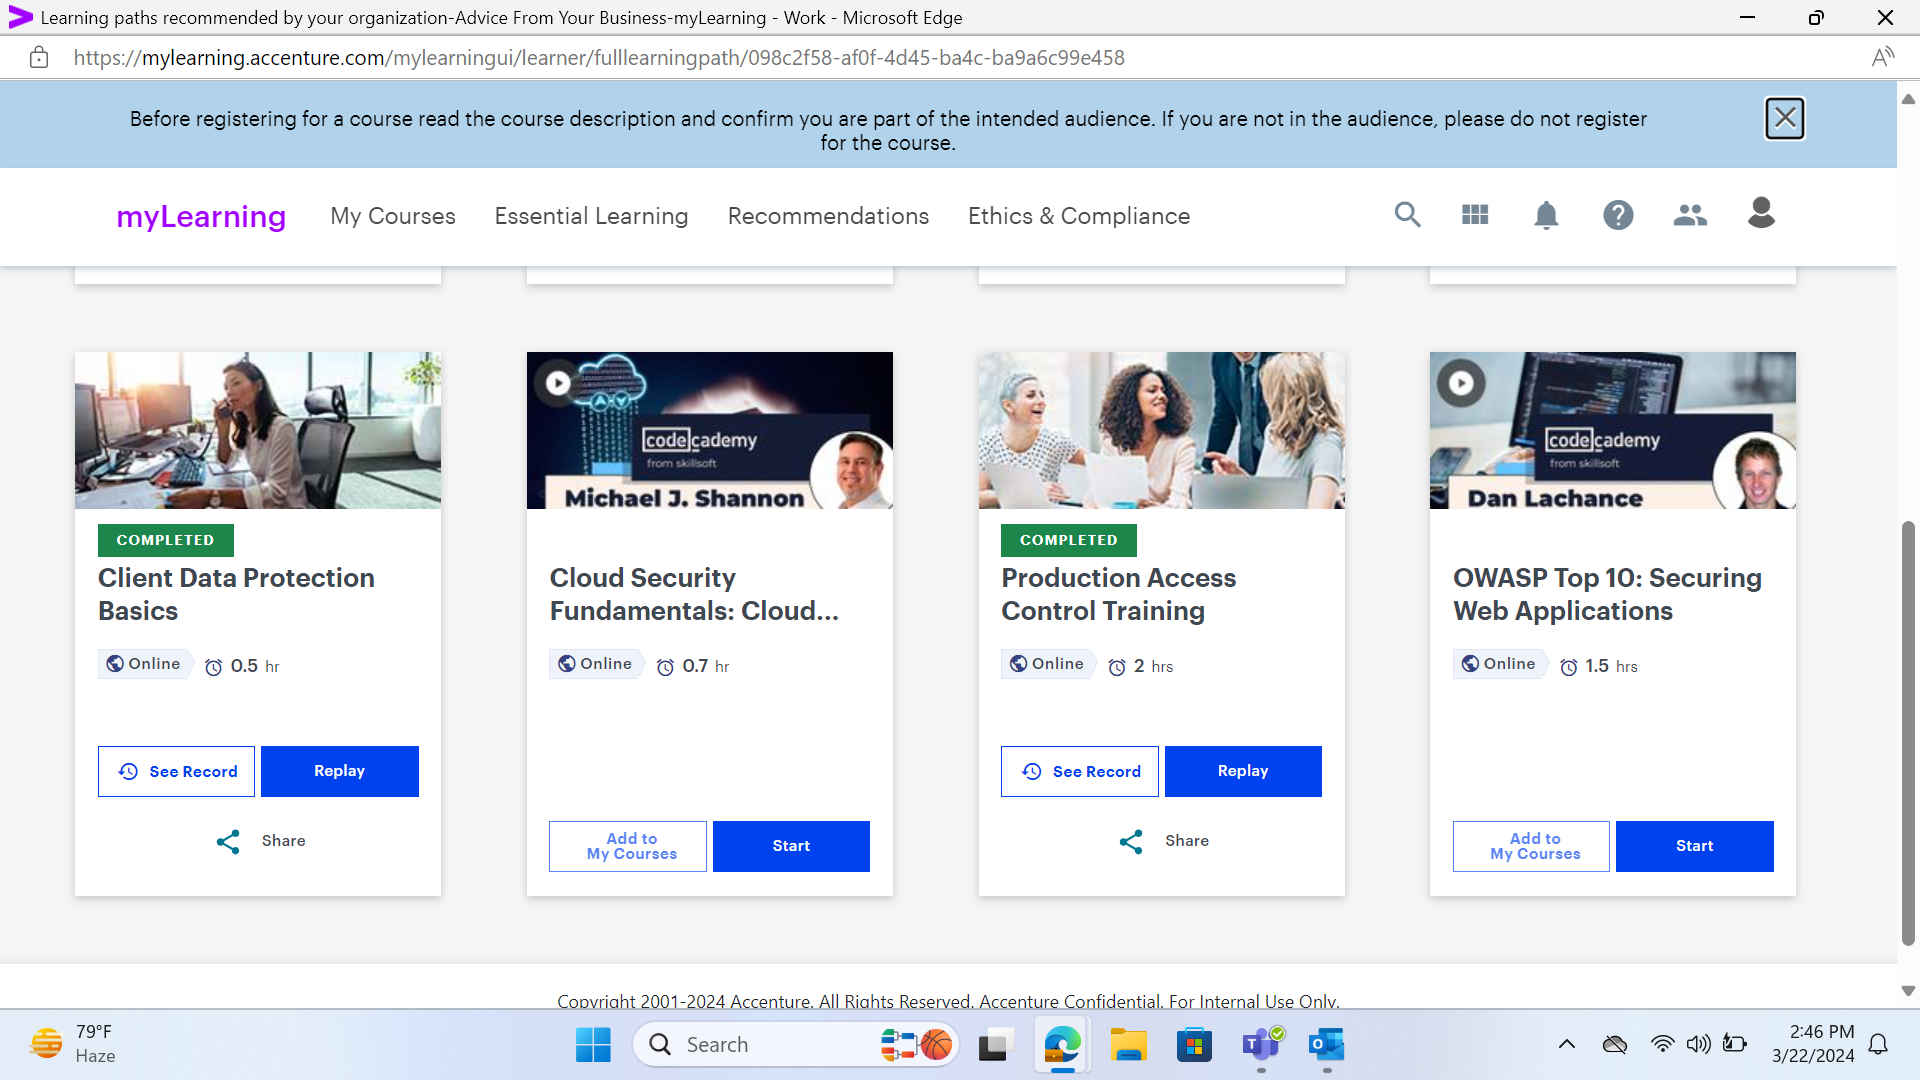 Learning paths recommended by your organization-Advice From Your Business-myLearning - Work - Microsoft Edge
https://mylearning.accenture.com/mylearningui/learner/fulllearningpath/098c2f58-af0f-4d45-ba4c-ba9a6c99e458
Before registering for a course read the course description and confirm you are part of the intended audience. If you are not in the audience, please do not register
for the course.
myLearning My Courses Essential Learning Recommendations Ethics & Compliance
codecademy
from skillsoft
Michael J. Shannon
codecademy
from skillsoft
Dan Lachance
COMPLETED
Client Data Protection
Basics
Online 0.5 hr
See Record Replay
Share
Cloud Security
Fundamentals: Cloud...
Online 0.7 hr
Add to
My Courses
Start
COMPLETED
Production Access
Control Training
Online 2 hrs
See Record Replay
Share
OWASP Top 10: Securing
Web Applications
Online 1.5 hrs
Add to
My Courses
Start
Copyright 2001-2024 Accenture. All Rights Reserved. Accenture Confidential. For Internal Use Only.
79°F
Haze
Search
2:46 PM
3/22/2024